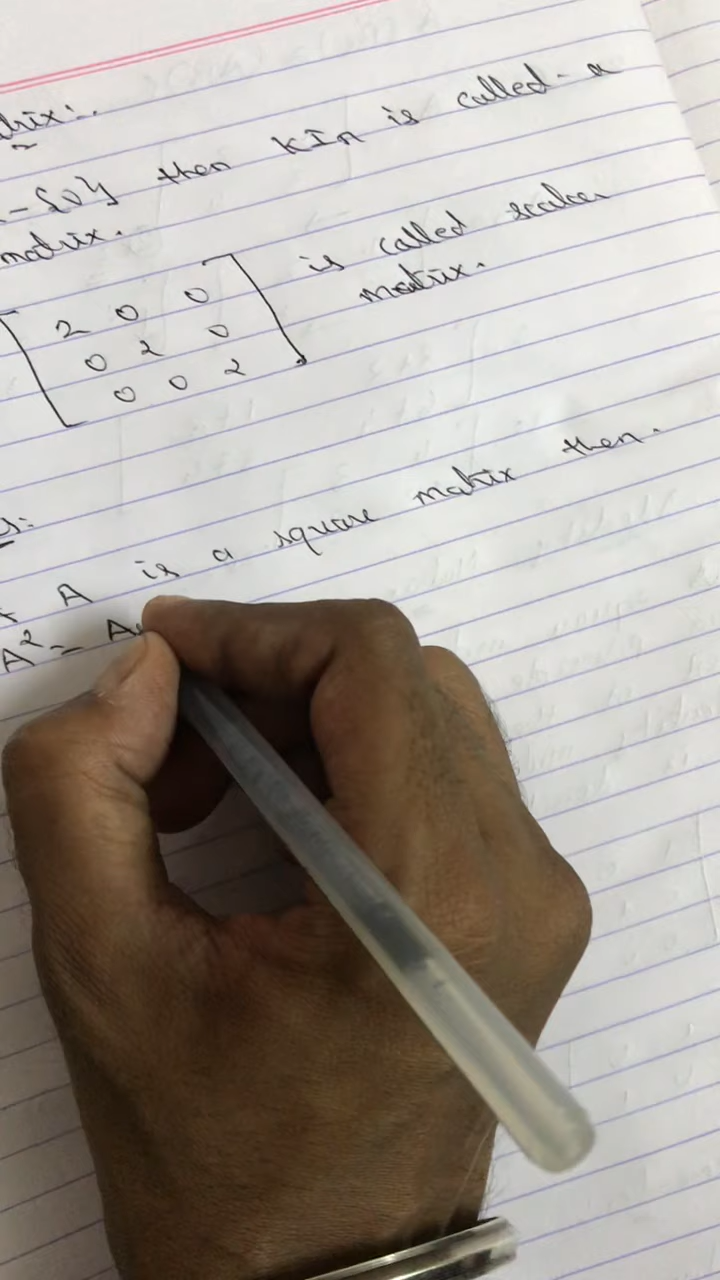 trix:-
- {0} then KIn is called a
matrix.
2 0 0
0 2 0
0 0 2
is called scalar
matrix.
s:
A is a square matrix then.
A² = A